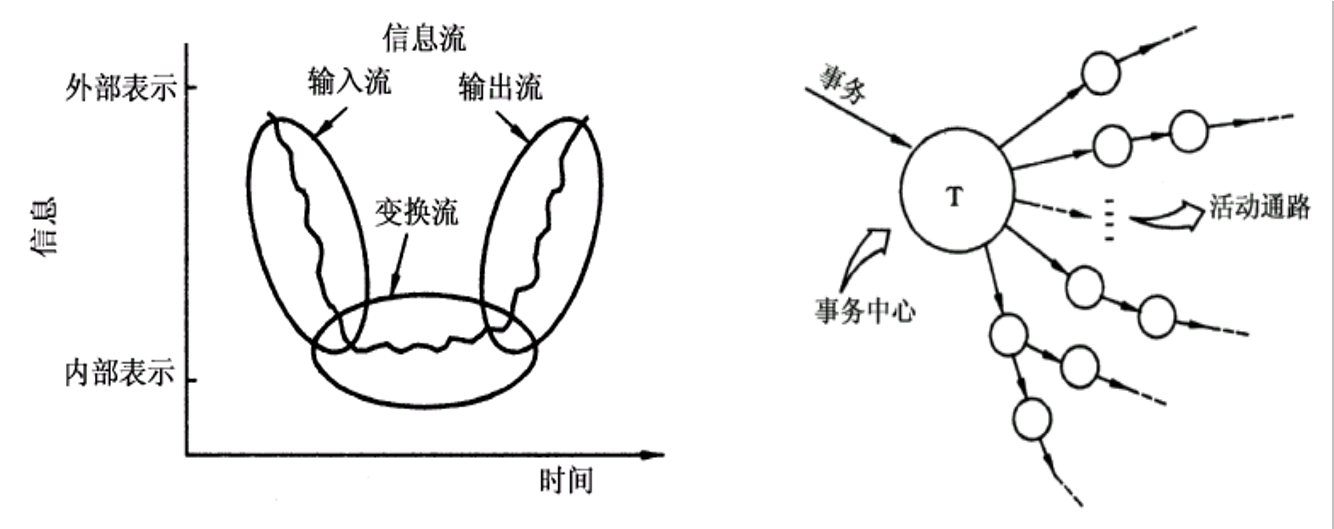 信息流
外部表示
输入流
输出流
变换流
信息
内部表示
时间
事务
T
活动通路
事务中心